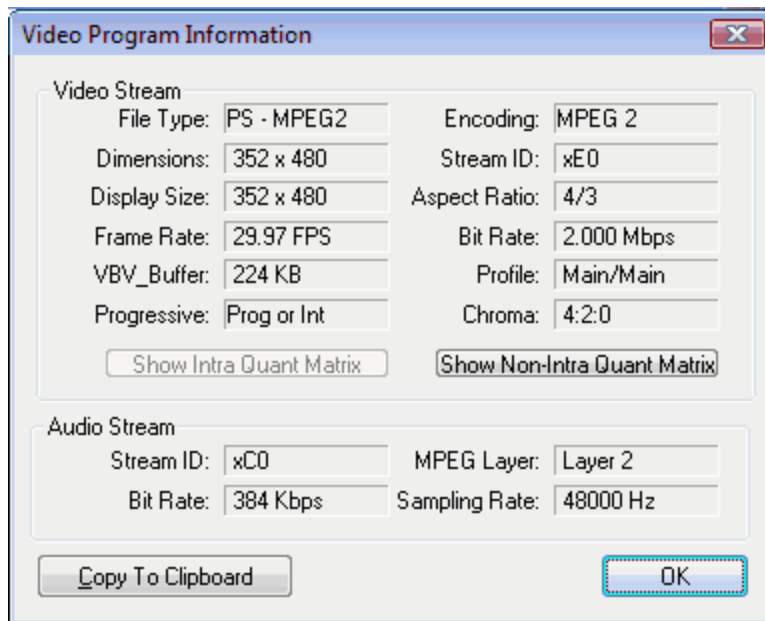 Video Program Information
Video Stream
File Type: PS - MPEG2 Encoding: MPEG 2
Dimensions: 352 x 480 Stream ID: xE0
Display Size: 352 x 480 Aspect Ratio: 4/3
Frame Rate: 29.97 FPS Bit Rate: 2.000 Mbps
VBV_Buffer: 224 KB Profile: Main/Main
Progressive: Prog or Int Chroma: 4:2:0
Show Intra Quant Matrix Show Non-Intra Quant Matrix
Audio Stream
Stream ID: xC0 MPEG Layer: Layer 2
Bit Rate: 384 Kbps Sampling Rate: 48000 Hz
Copy To Clipboard OK